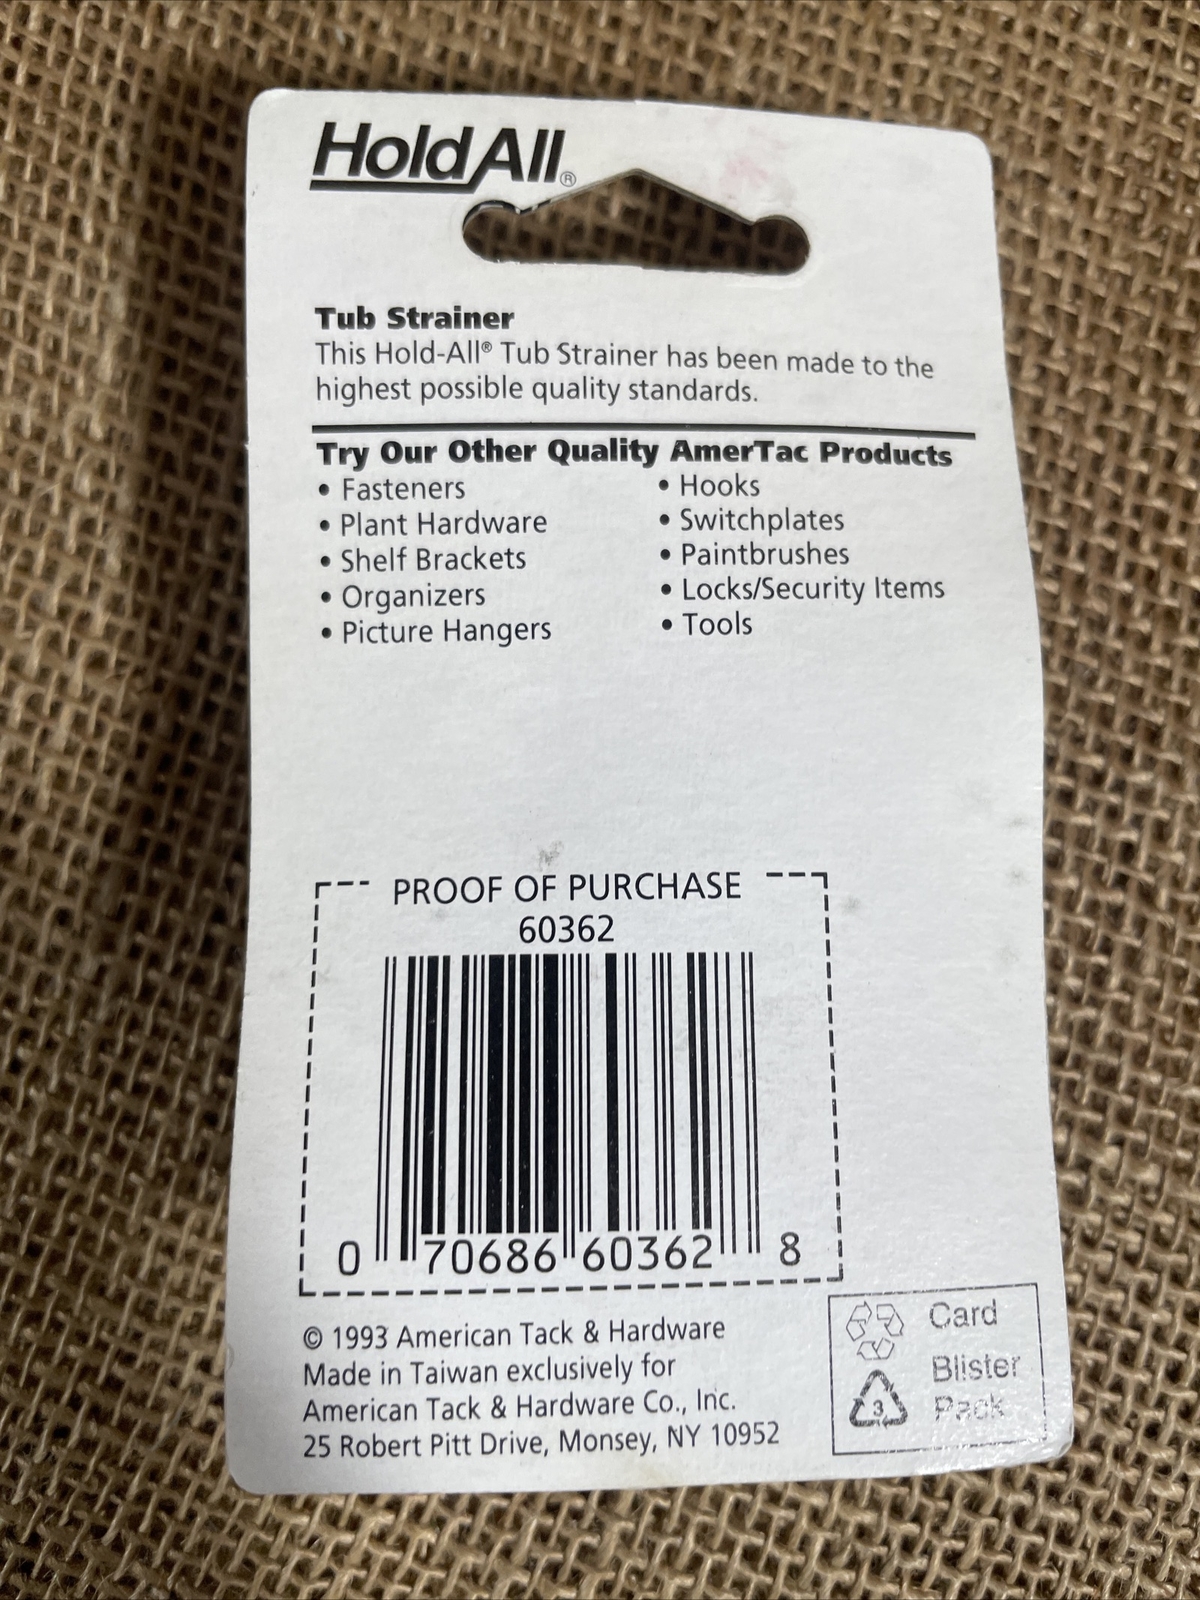 HoldAll®
Tub Strainer
This Hold-All® Tub Strainer has been made to the
highest possible quality standards.
Try Our Other Quality AmerTac Products
• Fasteners
• Plant Hardware
• Shelf Brackets
• Organizers
• Picture Hangers
• Hooks
• Switchplates
• Paintbrushes
• Locks/Security Items
• Tools
PROOF OF PURCHASE
60362
0 70686 60362 8
© 1993 American Tack & Hardware
Made in Taiwan exclusively for
American Tack & Hardware Co., Inc.
25 Robert Pitt Drive, Monsey, NY 10952
Card
Blister
Pack
3